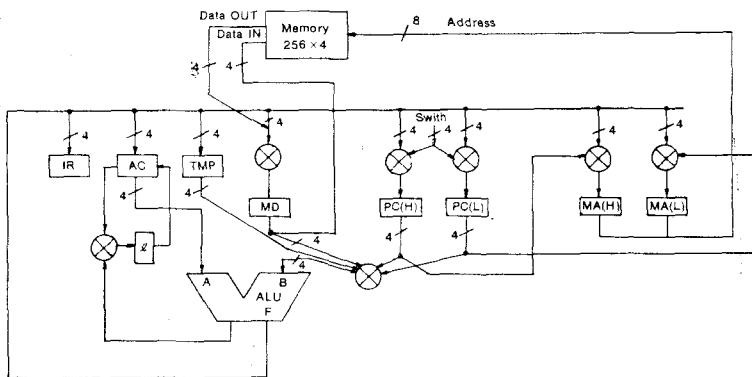 Data OUT
Data IN
Memory
256 × 4
8
Address
4
4
4
4
4
4
Swith
4
4
4
4
4
IR
AC
TMP
4
4
MD
PC(H)
PC(L)
MA(H)
MA(L)
4
4
4
ℓ
4
A
B
ALU
F